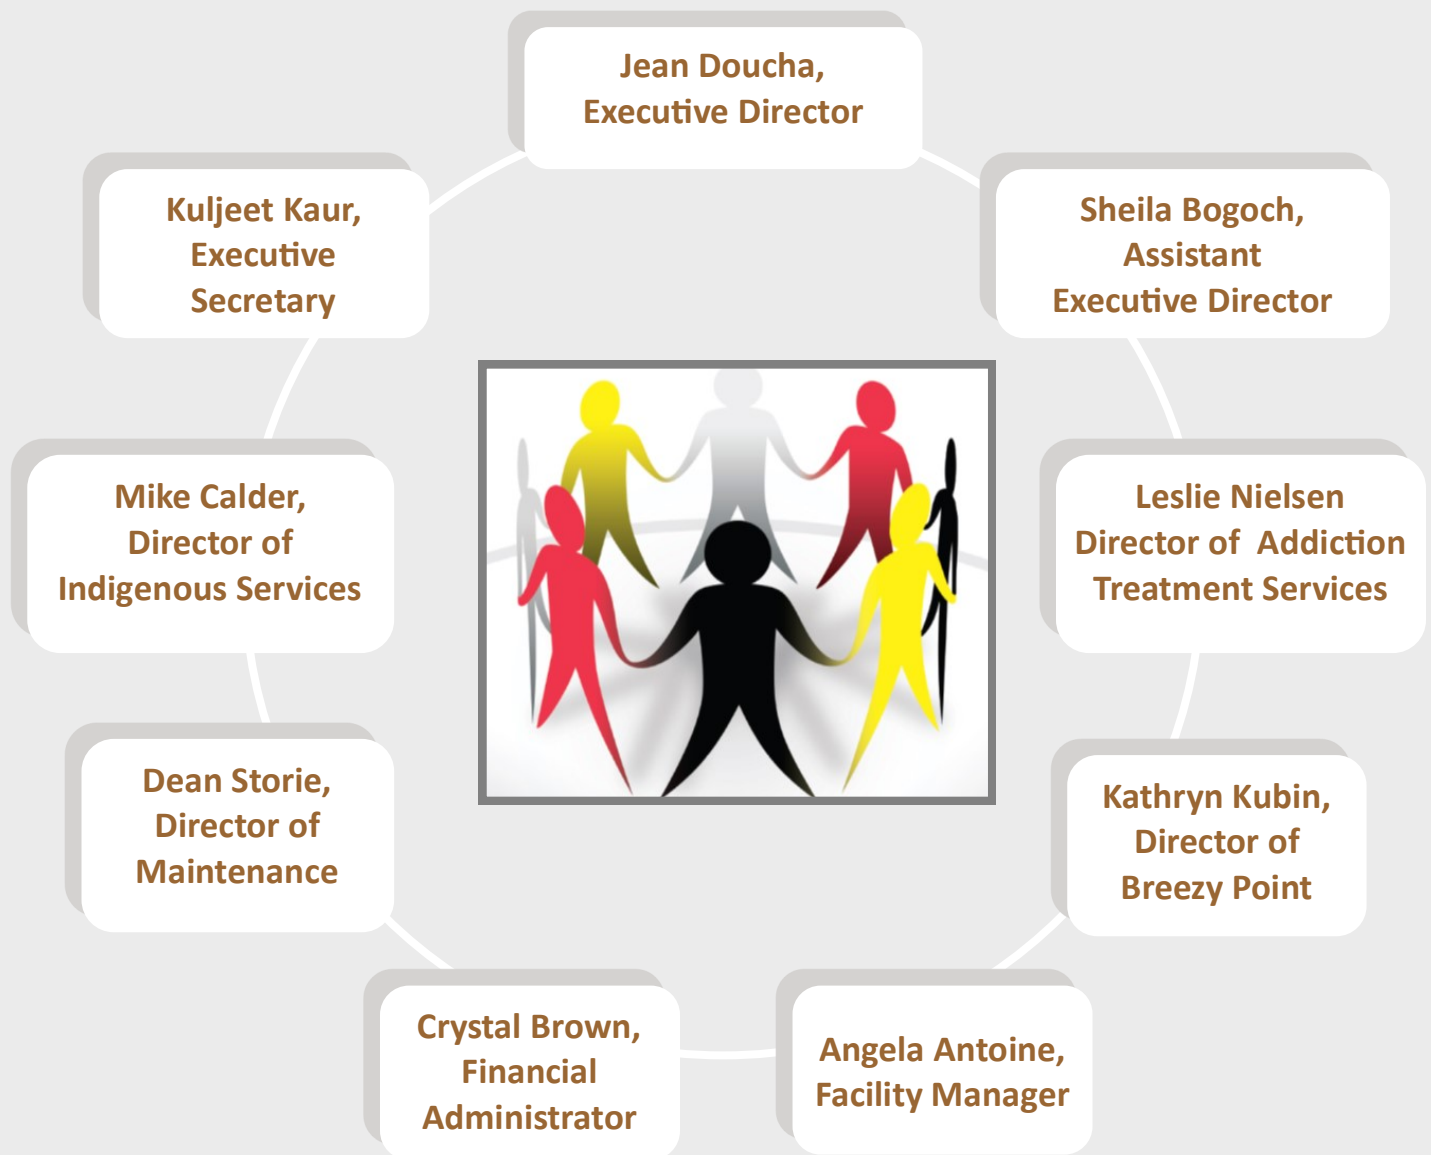 Jean Doucha,
Executive Director
Kuljeet Kaur,
Executive
Secretary
Sheila Bogoch,
Assistant
Executive Director
Mike Calder,
Director of
Indigenous Services
Leslie Nielsen
Director of  Addiction
Treatment Services
Dean Storie,
Director of
Maintenance
Kathryn Kubin,
Director of
Breezy Point
Crystal Brown,
Financial
Administrator
Angela Antoine,
Facility Manager